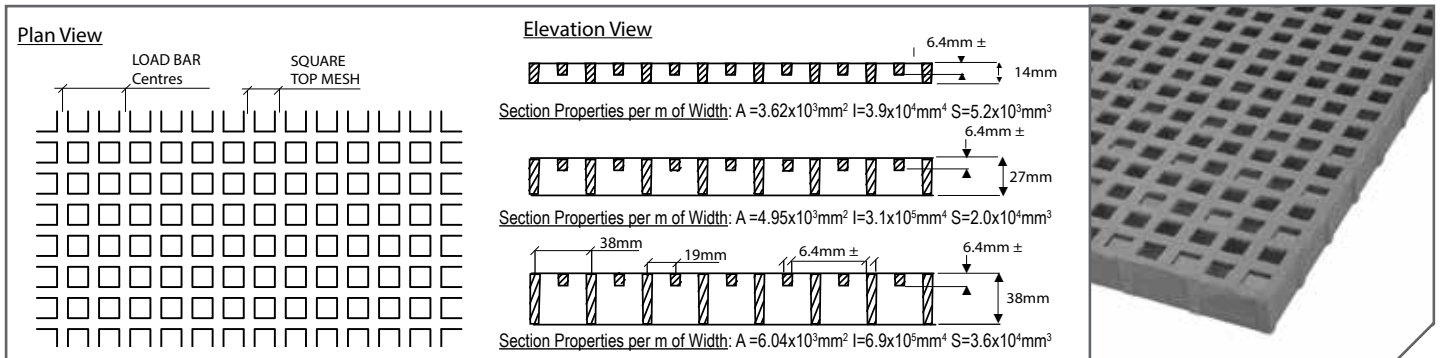 Plan View
LOAD BAR
Centres
SQUARE
TOP MESH
Elevation View
6.4mm ±
14mm
Section Properties per m of Width: A =3.62x10³mm² I=3.9x10⁴mm⁴ S=5.2x10³mm³
6.4mm ±
27mm
Section Properties per m of Width: A =4.95x10³mm² I=3.1x10⁵mm⁴ S=2.0x10⁴mm³
38mm
19mm
6.4mm ±
6.4mm ±
38mm
Section Properties per m of Width: A =6.04x10³mm² I=6.9x10⁵mm⁴ S=3.6x10⁴mm³